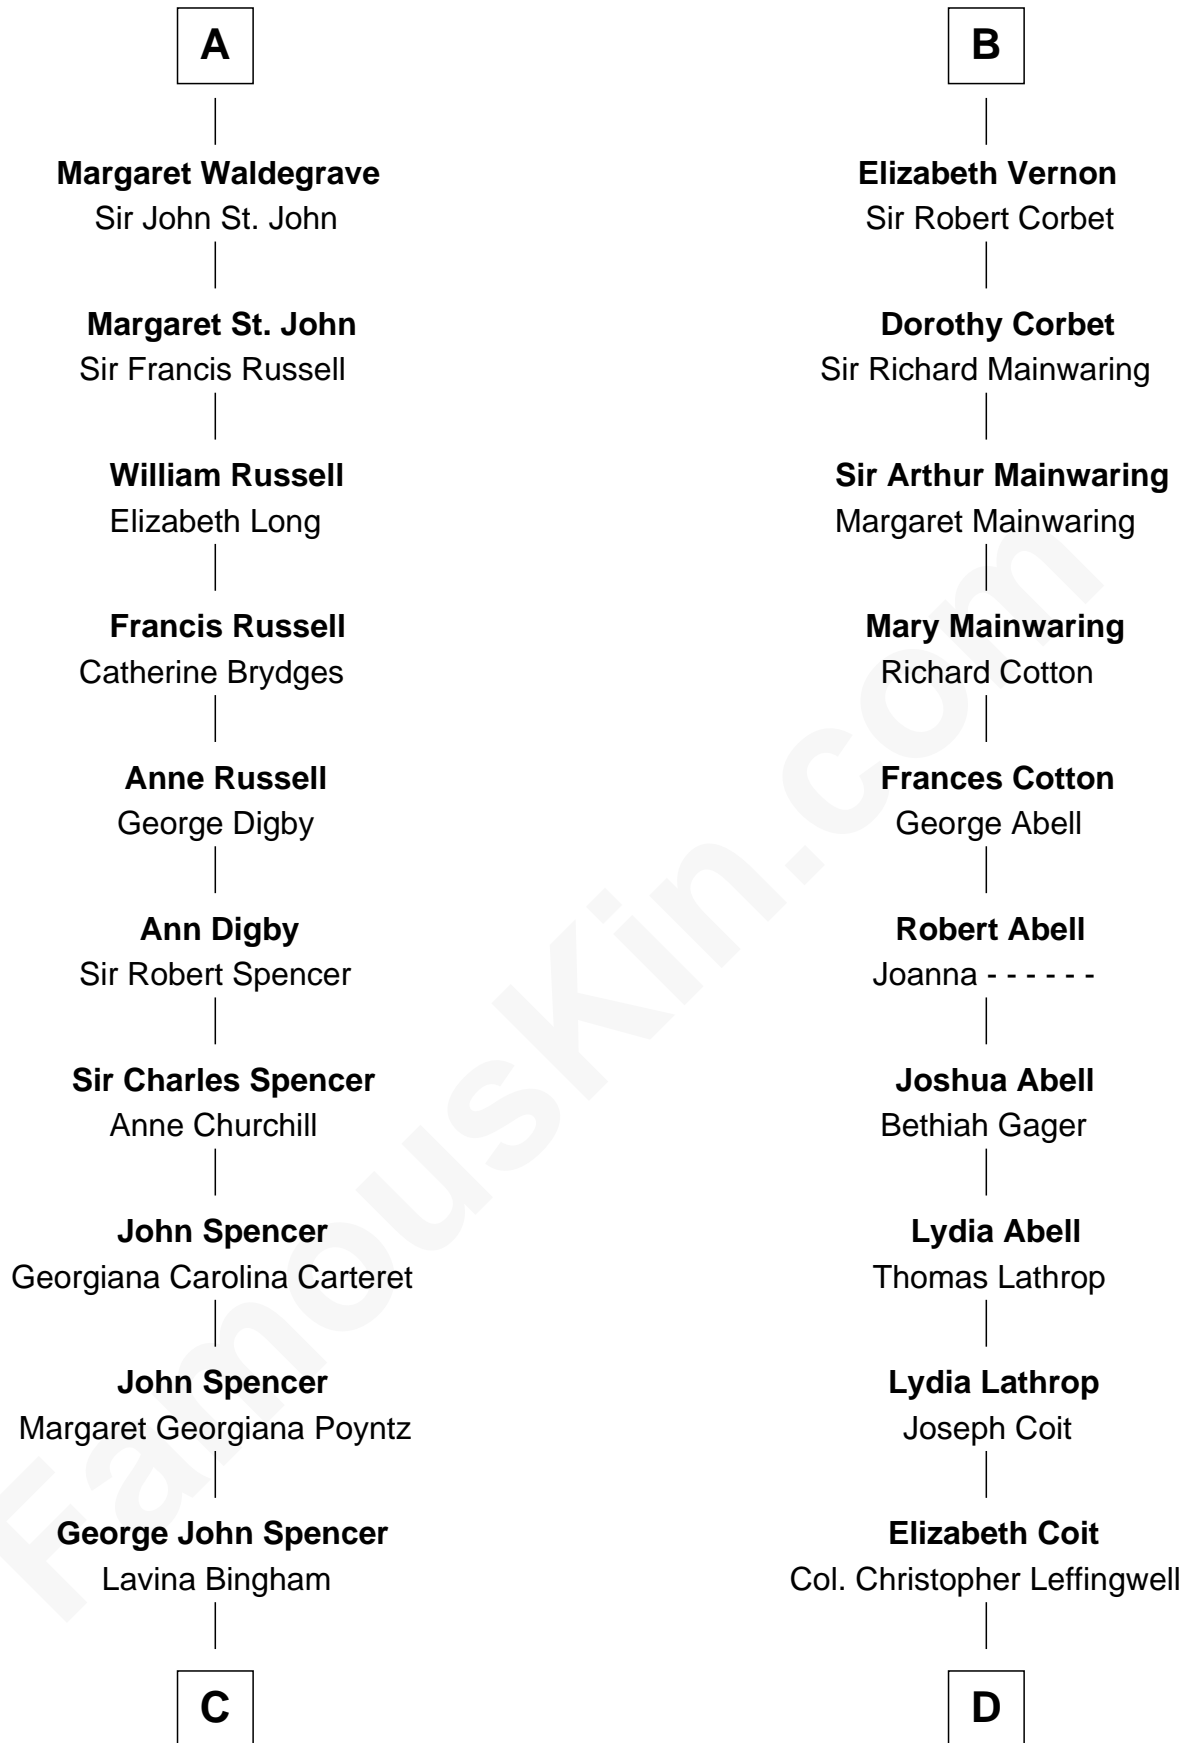 A
Margaret Waldegrave
Sir John St. John
Margaret St. John
Sir Francis Russell
William Russell
Elizabeth Long
Francis Russell
Catherine Brydges
Anne Russell
George Digby
Ann Digby
Sir Robert Spencer
Sir Charles Spencer
Anne Churchill
John Spencer
Georgiana Carolina Carteret
John Spencer
Margaret Georgiana Poyntz
George John Spencer
Lavina Bingham
C
B
Elizabeth Vernon
Sir Robert Corbet
Dorothy Corbet
Sir Richard Mainwaring
Sir Arthur Mainwaring
Margaret Mainwaring
Mary Mainwaring
Richard Cotton
Frances Cotton
George Abell
Robert Abell
Joanna - - - - - -
Joshua Abell
Bethiah Gager
Lydia Abell
Thomas Lathrop
Lydia Lathrop
Joseph Coit
Elizabeth Coit
Col. Christopher Leffingwell
D
FamousKin.com